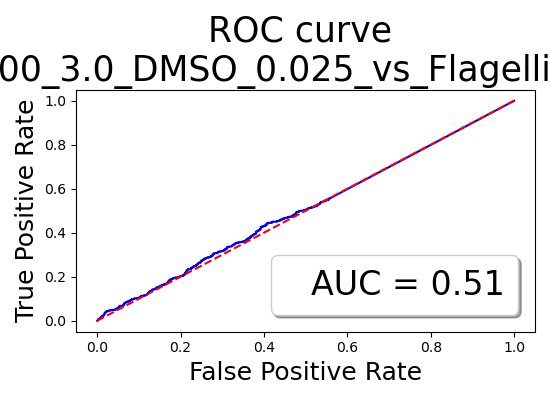 ROC curve
00_3.0_DMSO_0.025_vs_Flagelli
True Positive Rate
1.0
0.8
0.6
0.4
0.2
0.0
AUC = 0.51
0.0 0.2 0.4 0.6 0.8 1.0
False Positive Rate